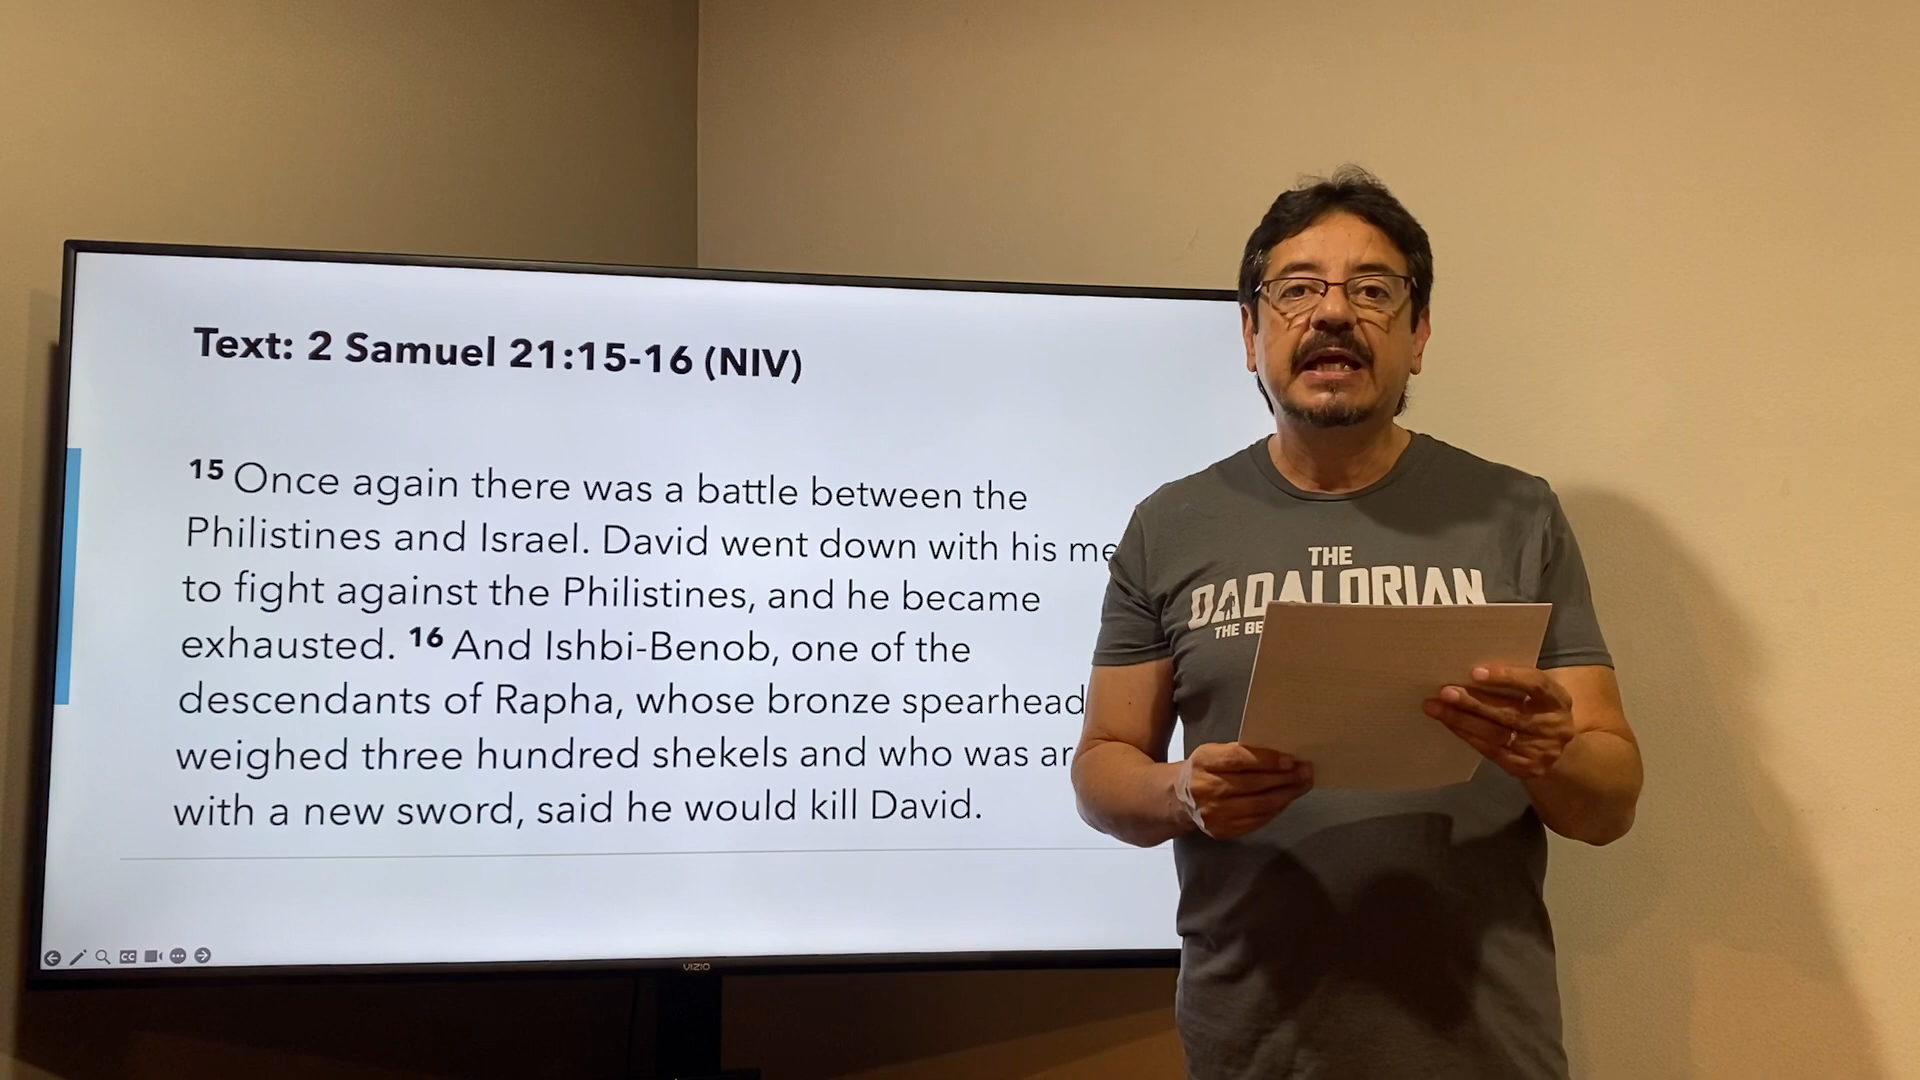 Text: 2 Samuel 21:15-16 (NIV)
15 Once again there was a battle between the
Philistines and Israel. David went down with his me
to fight against the Philistines, and he became
exhausted. 16 And Ishbi-Benob, one of the
descendants of Rapha, whose bronze spearhead
weighed three hundred shekels and who was ar
with a new sword, said he would kill David.
CC
VIZIO
THE
DADALORIAN
THE BE